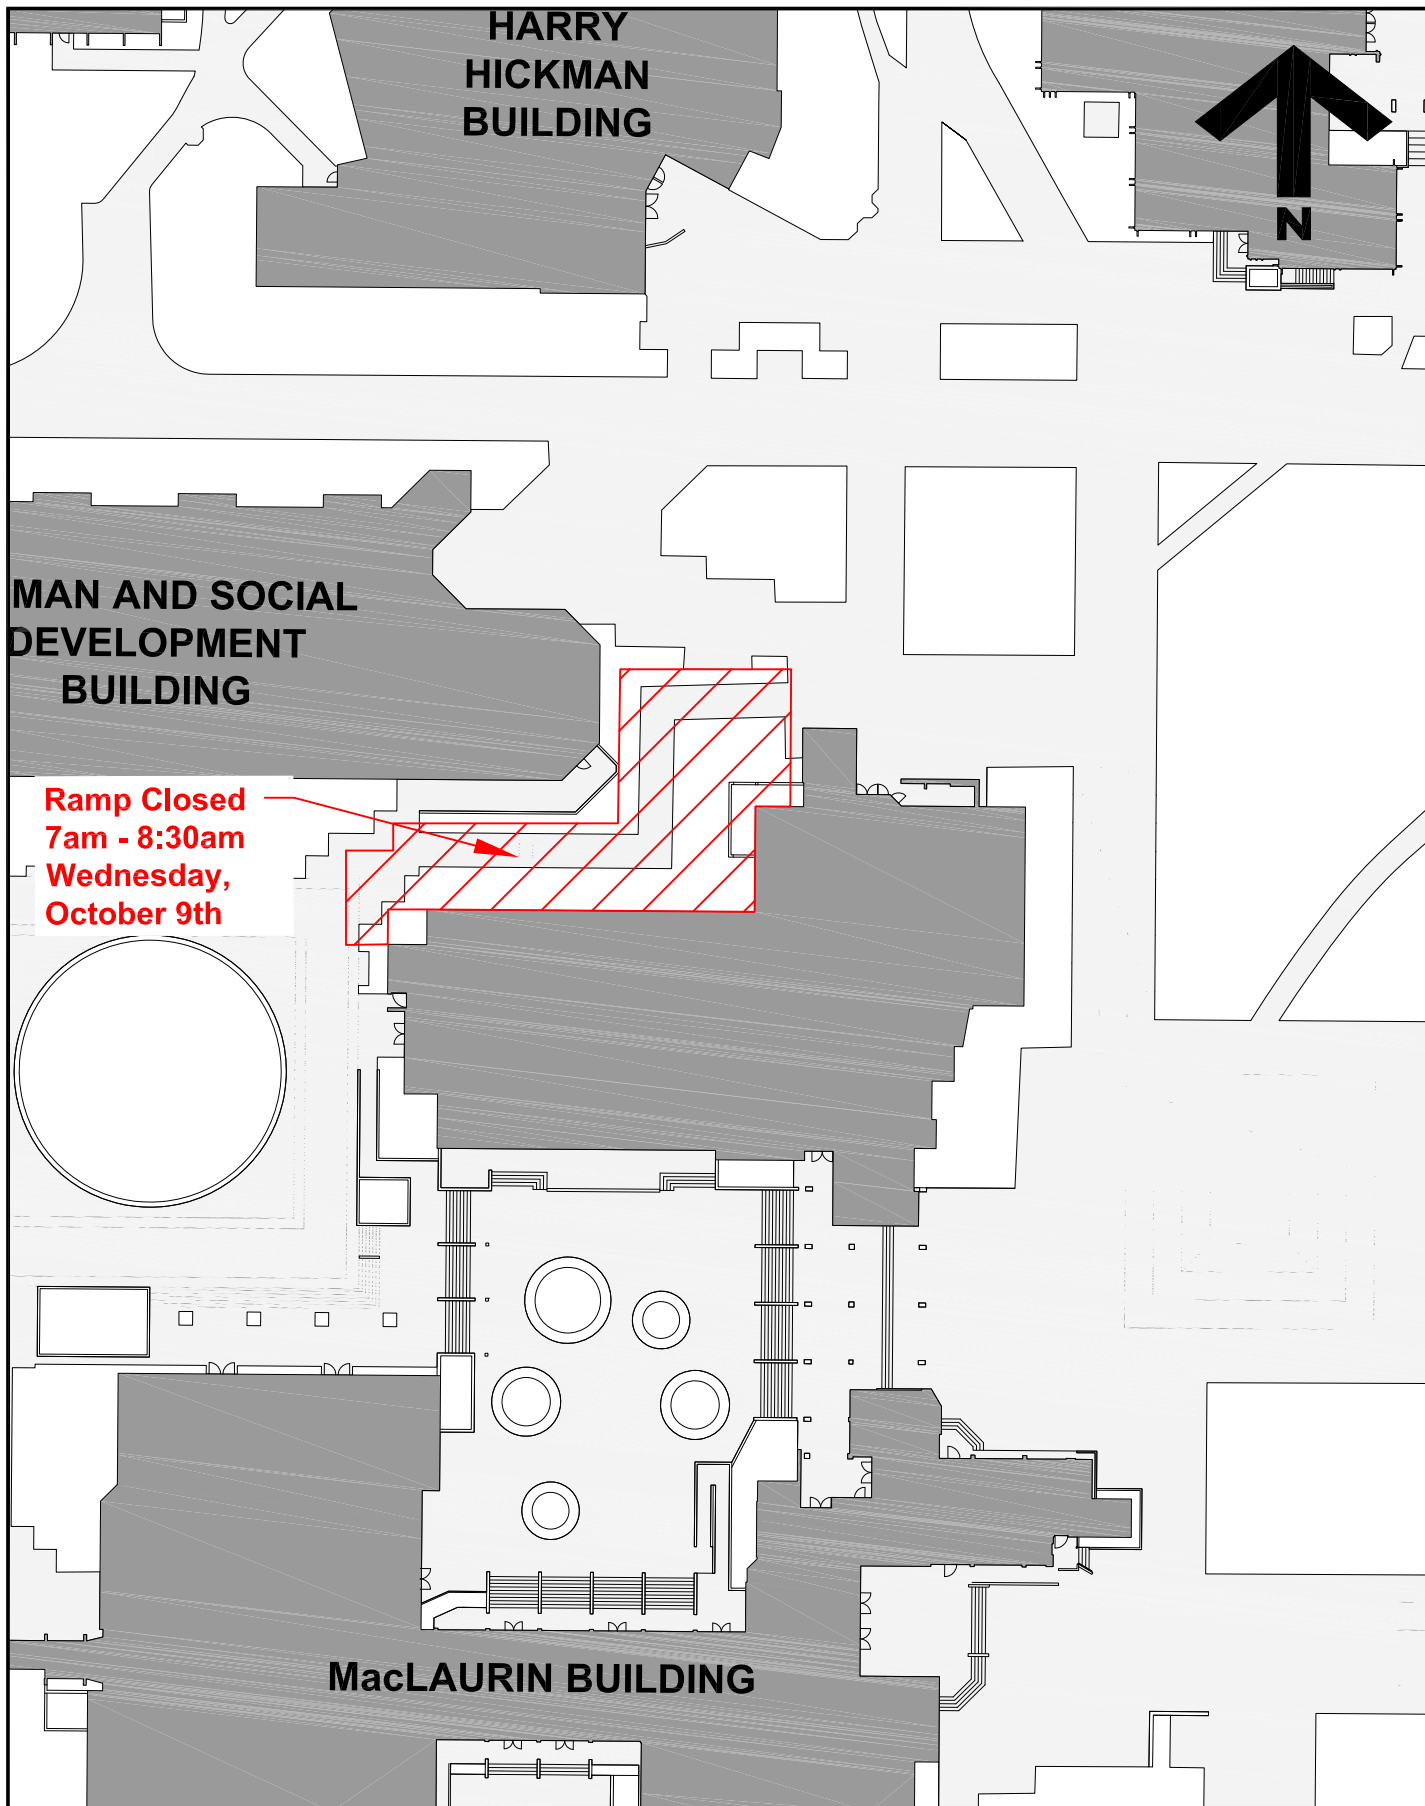 HARRY
HICKMAN
BUILDING
N
MAN AND SOCIAL
DEVELOPMENT
BUILDING
Ramp Closed
7am - 8:30am
Wednesday,
October 9th
MacLAURIN BUILDING